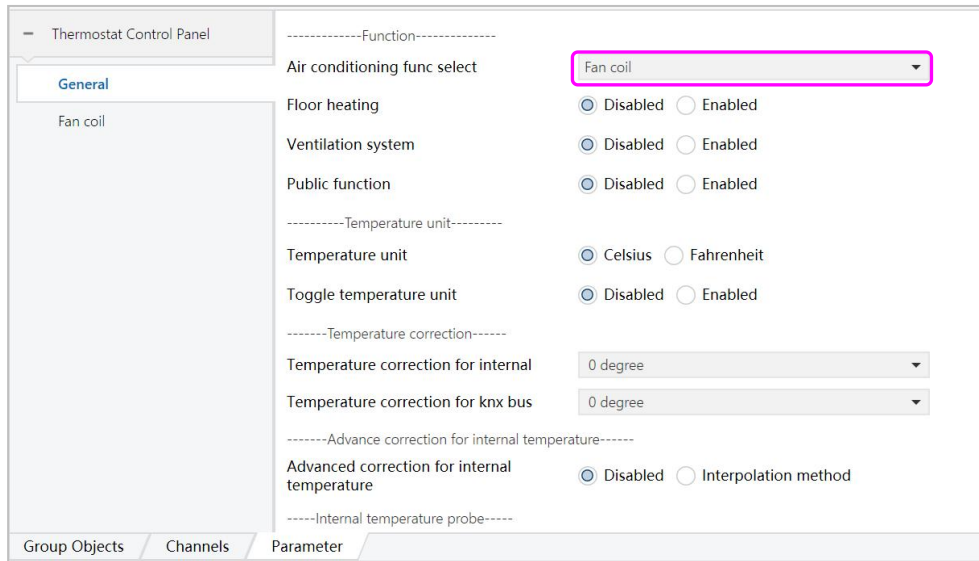 Thermostat Control Panel
General
Fan coil
-------------Function--------------
Air conditioning func select Fan coil
Floor heating Disabled Enabled
Ventilation system Disabled Enabled
Public function Disabled Enabled
----------Temperature unit---------
Temperature unit Celsius Fahrenheit
Toggle temperature unit Disabled Enabled
-------Temperature correction------
Temperature correction for internal 0 degree
Temperature correction for knx bus 0 degree
-------Advance correction for internal temperature------
Advanced correction for internal
temperature Disabled Interpolation method
-----Internal temperature probe-----
Group Objects Channels Parameter